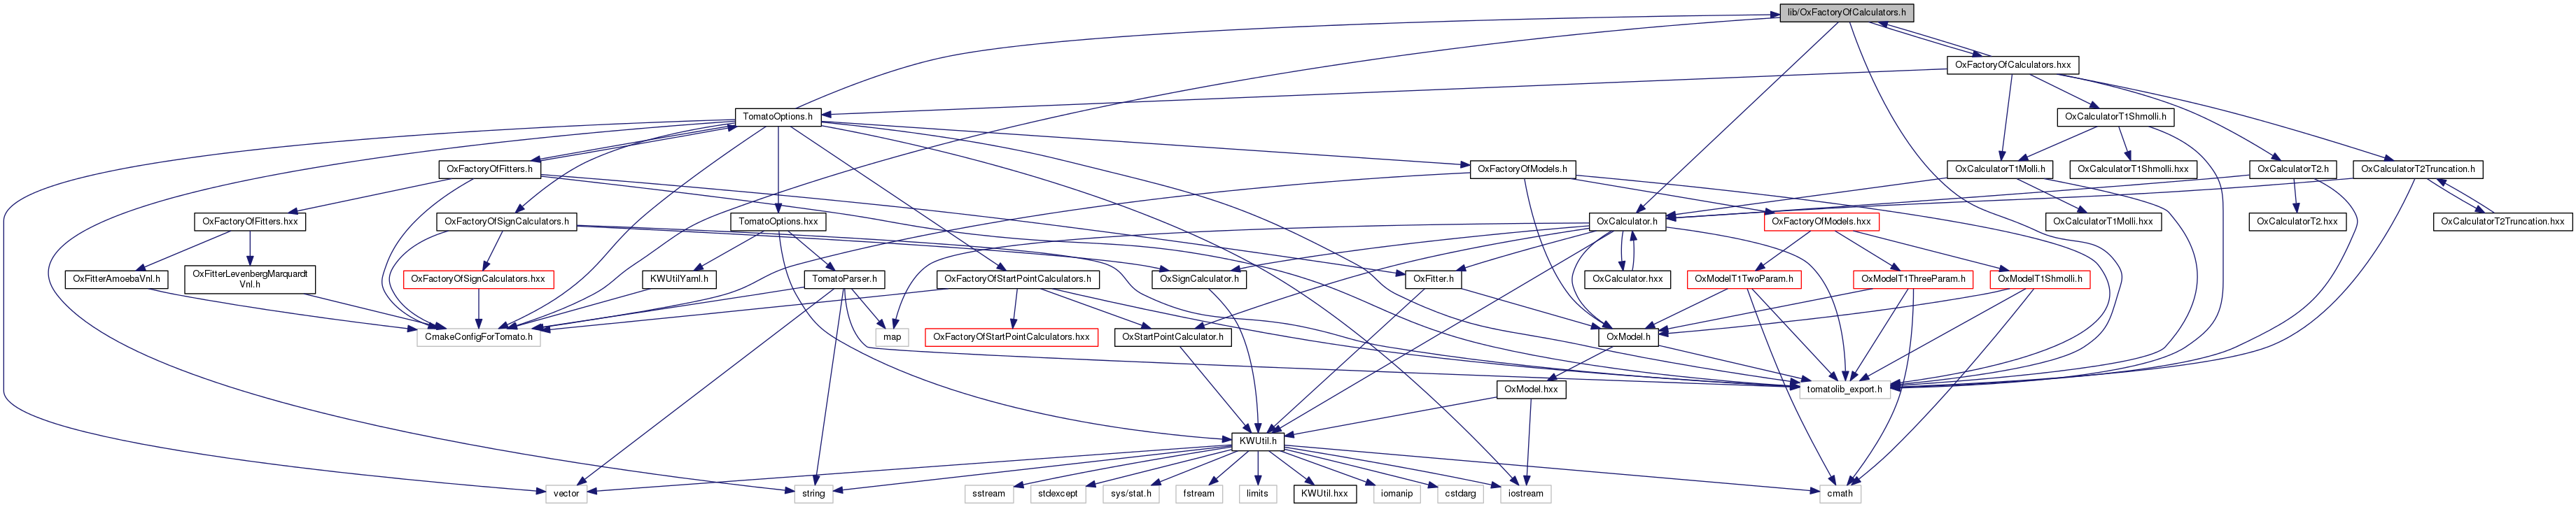 lib/OxFactoryOfCalculators.h
OxFactoryOfCalculators.hxx
TomatoOptions.h
OxCalculatorT1Shmolli.h
OxFactoryOfFitters.h
OxFactoryOfModels.h
OxCalculatorT1Molli.h
OxCalculatorT1Shmolli.hxx
OxCalculatorT2.h
OxCalculatorT2Truncation.h
OxFactoryOfFitters.hxx
OxFactoryOfSignCalculators.h
TomatoOptions.hxx
OxCalculator.h
OxFactoryOfModels.hxx
OxCalculatorT1Molli.hxx
OxCalculatorT2.hxx
OxCalculatorT2Truncation.hxx
OxFitterAmoebaVnl.h
OxFitterLevenbergMarquardt
Vnl.h
OxFactoryOfSignCalculators.hxx
KWUtilYaml.h
TomatoParser.h
OxFactoryOfStartPointCalculators.h
OxSignCalculator.h
OxFitter.h
OxCalculator.hxx
OxModelT1TwoParam.h
OxModelT1ThreeParam.h
OxModelT1Shmolli.h
CmakeConfigForTomato.h
map
OxFactoryOfStartPointCalculators.hxx
OxStartPointCalculator.h
OxModel.h
OxModel.hxx
tomatolib_export.h
KWUtil.h
vector
string
sstream
stdexcept
sys/stat.h
fstream
limits
KWUtil.hxx
iomanip
cstdarg
iostream
cmath